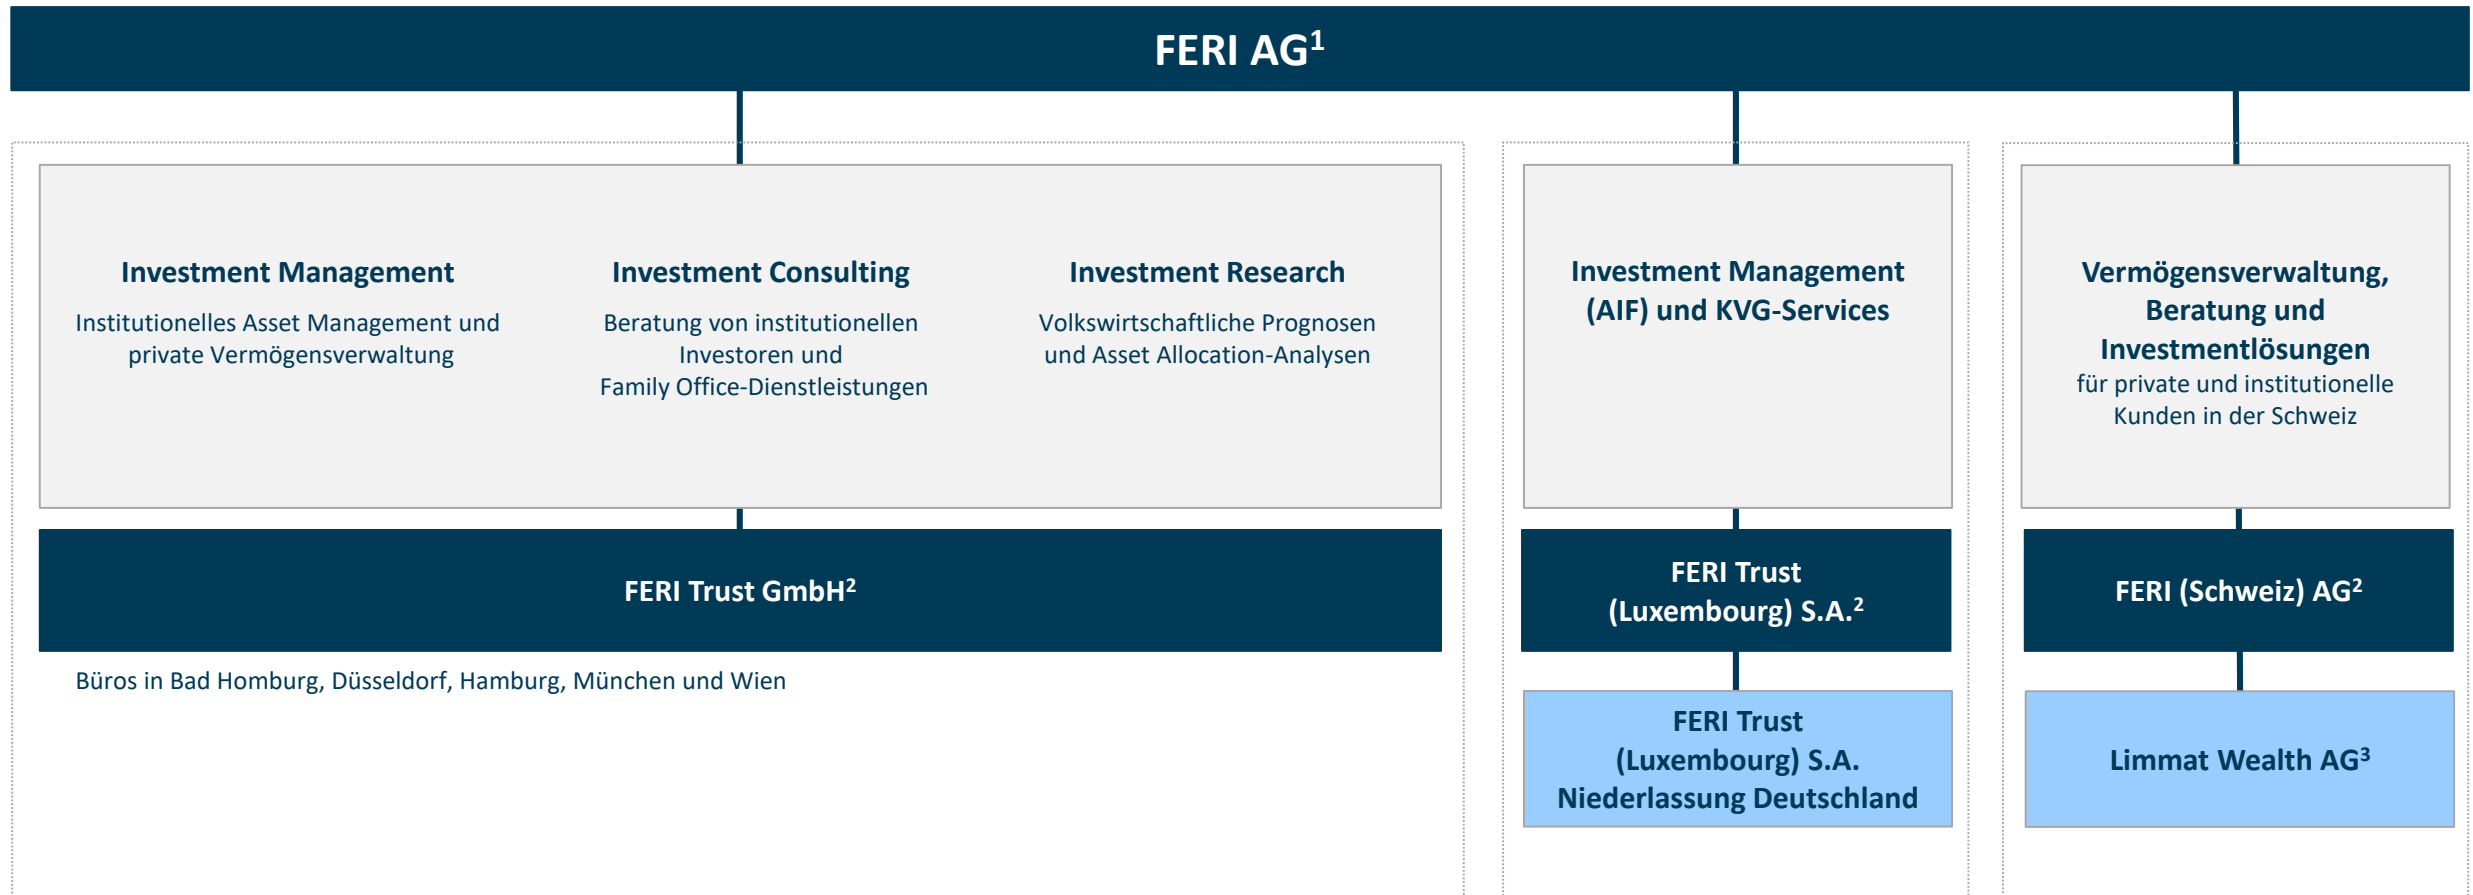 FERI AG¹
Investment Management
Institutionelles Asset Management und
private Vermögensverwaltung
Investment Consulting
Beratung von institutionellen
Investoren und
Family Office-Dienstleistungen
Investment Research
Volkswirtschaftliche Prognosen
und Asset Allocation-Analysen
FERI Trust GmbH²
Büros in Bad Homburg, Düsseldorf, Hamburg, München und Wien
Investment Management
(AIF) und KVG-Services
FERI Trust
(Luxembourg) S.A.²
FERI Trust
(Luxembourg) S.A.
Niederlassung Deutschland
Vermögensverwaltung,
Beratung und
Investmentlösungen
für private und institutionelle
Kunden in der Schweiz
FERI (Schweiz) AG²
Limmat Wealth AG³